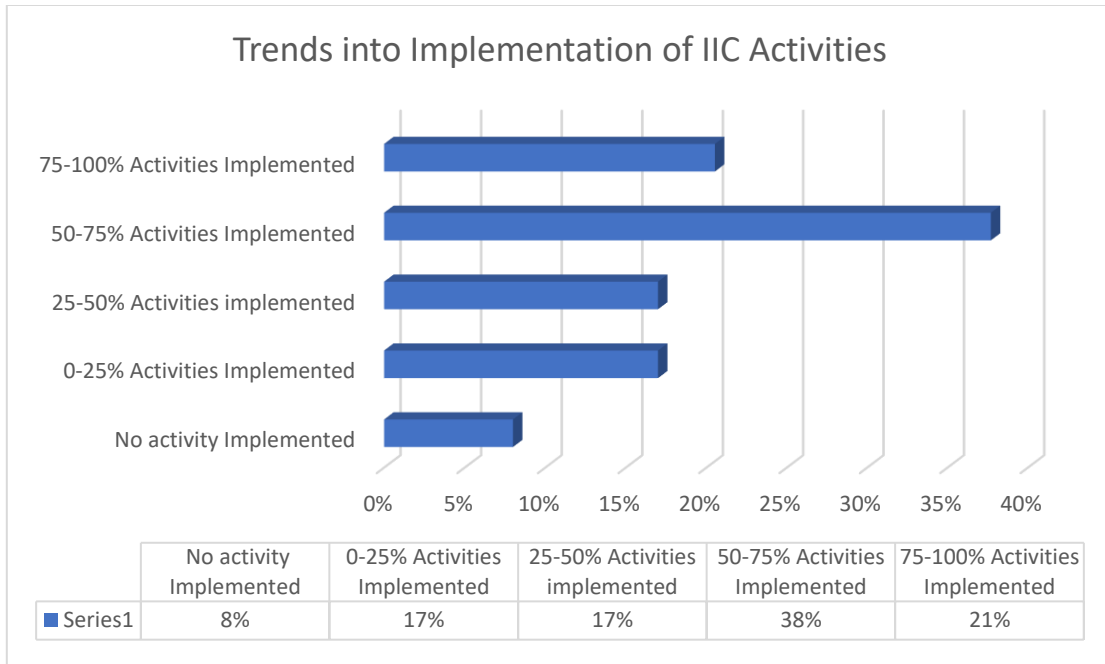 Trends into Implementation of IIC Activities
75-100% Activities Implemented
50-75% Activities Implemented
25-50% Activities implemented
0-25% Activities Implemented
No activity Implemented
0% 5% 10% 15% 20% 25% 30% 35% 40%
No activity Implemented
0-25% Activities Implemented
25-50% Activities implemented
50-75% Activities Implemented
75-100% Activities Implemented
Series1 8% 17% 17% 38% 21%